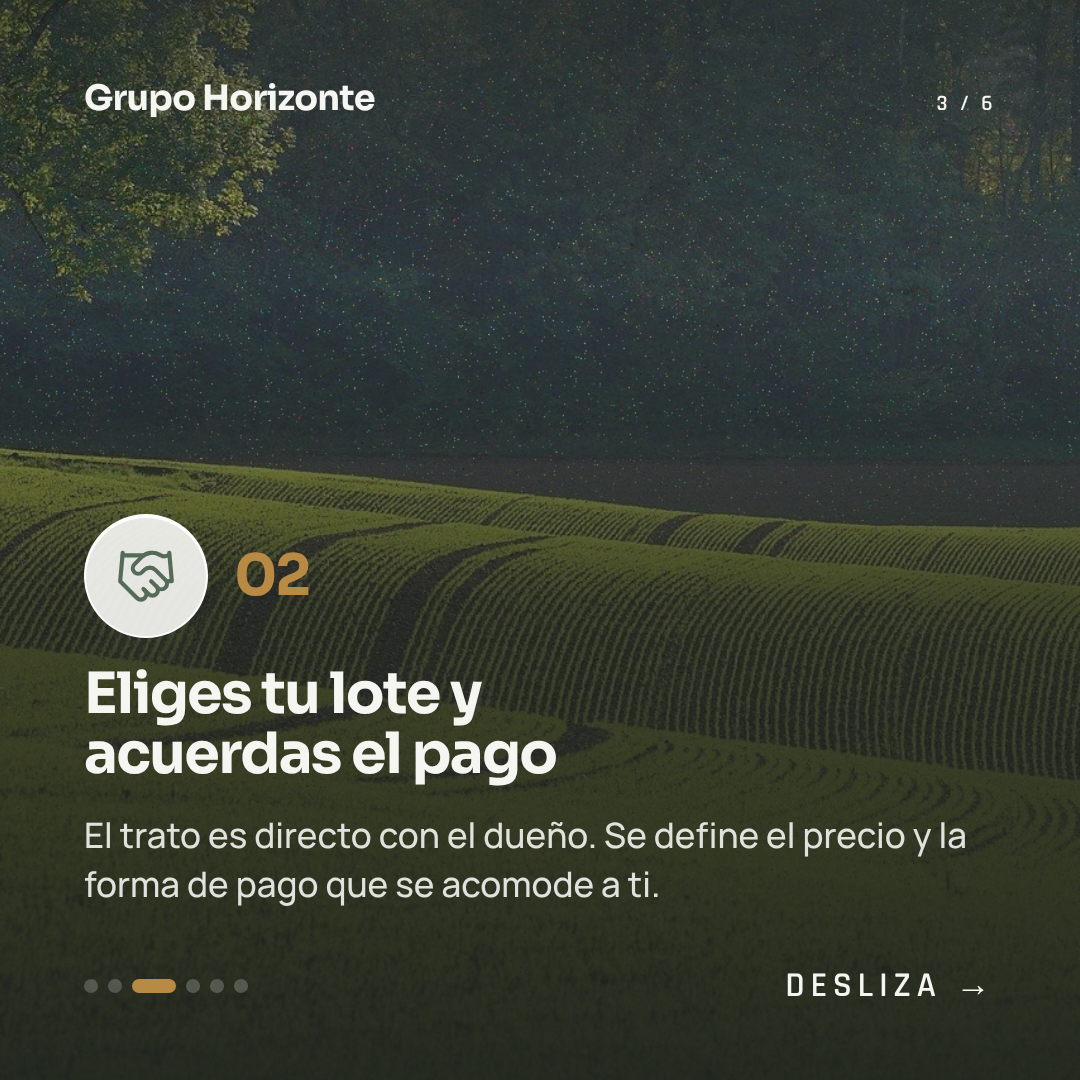 Grupo Horizonte
3 / 6
02
Eliges tu lote y
acuerdas el pago
El trato es directo con el dueño. Se define el precio y la
forma de pago que se acomode a ti.
DESLIZA →